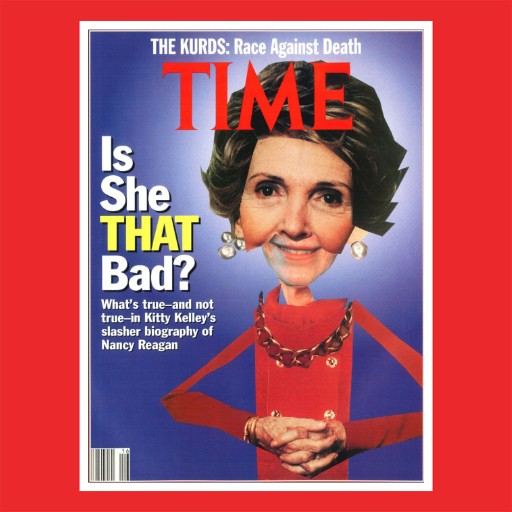 THE KURDS: Race Against Death
TIME
Is
She
THAT
Bad?
What's true–and not
true–in Kitty Kelley's
slasher biography of
Nancy Reagan